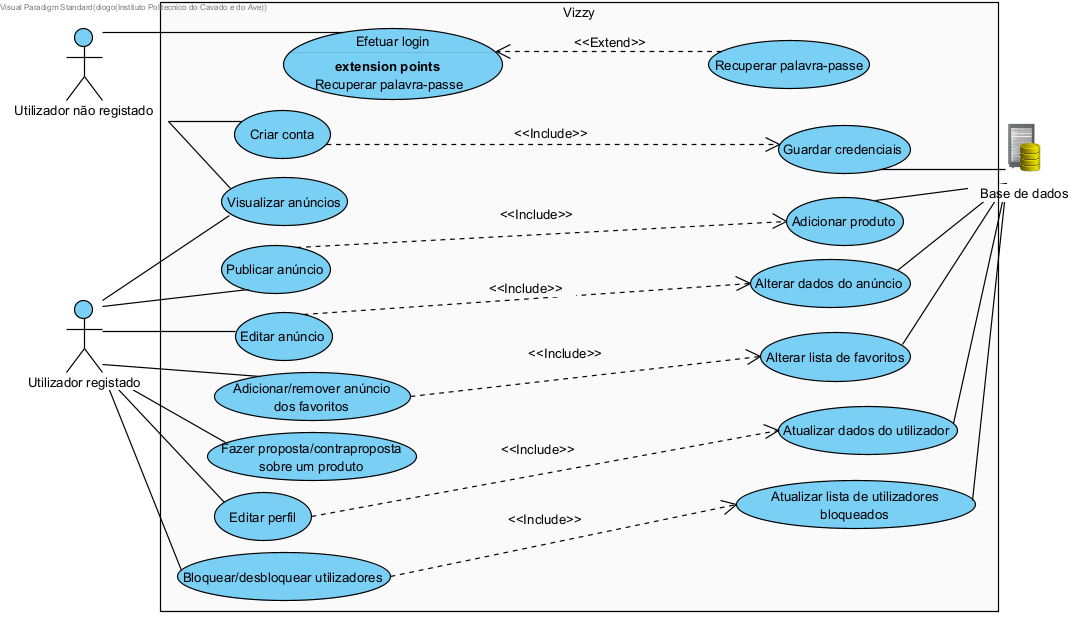 Visual Paradigm Standard(diogo(Instituto Politecnico do Cavado e do Ave))
Vizzy
Utilizador não registado
Efetuar login
extension points
Recuperar palavra-passe
<<Extend>>
Recuperar palavra-passe
Criar conta
<<Include>>
Guardar credenciais
Base de dados
Visualizar anúncios
<<Include>>
Adicionar produto
Publicar anúncio
<<Include>>
Alterar dados do anúncio
Utilizador registado
Editar anúncio
<<Include>>
Alterar lista de favoritos
Adicionar/remover anúncio
dos favoritos
Fazer proposta/contraproposta
sobre um produto
<<Include>>
Atualizar dados do utilizador
Editar perfil
<<Include>>
Atualizar lista de utilizadores
bloqueados
Bloquear/desbloquear utilizadores